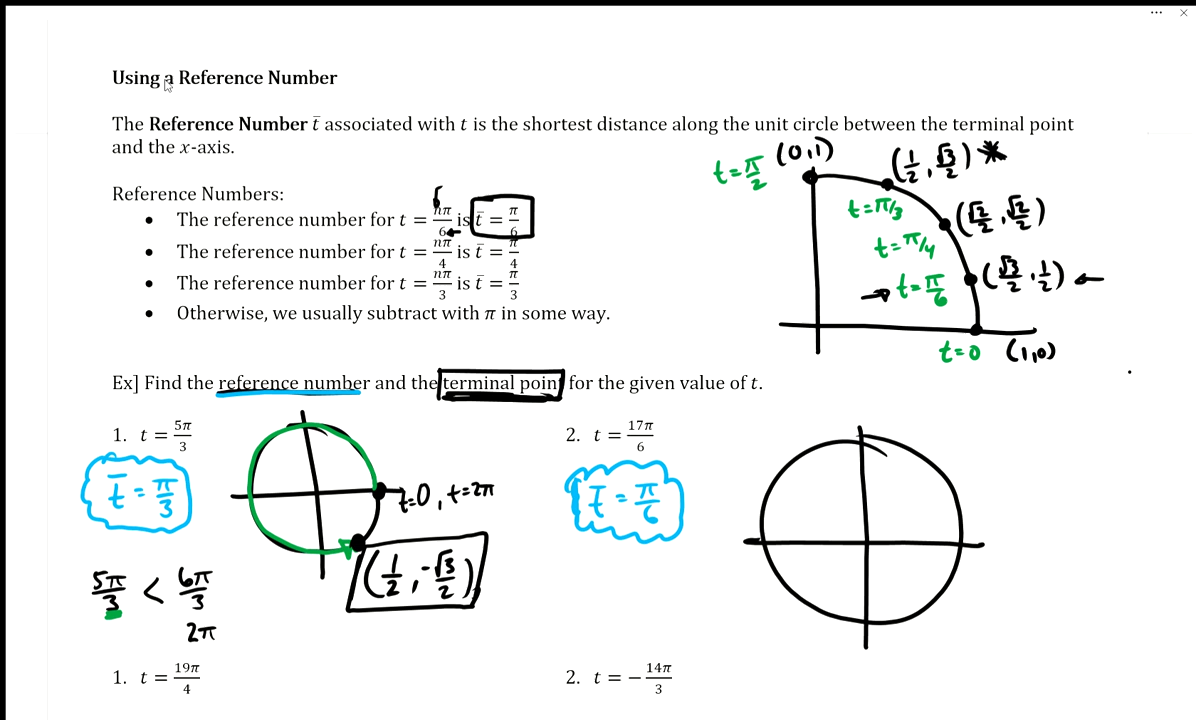 Using a Reference Number
The Reference Number t̄ associated with t is the shortest distance along the unit circle between the terminal point
and the x-axis.
t = π/2
(0,1)
(1/2, √3/2) *
t = π/3
(√2/2, √2/2)
t = π/4
(√3/2, 1/2) ←
→ t = π/6
t = 0 (1,0)
Reference Numbers:
• The reference number for t = nπ/6 is t̄ = π/6
• The reference number for t = nπ/4 is t̄ = π/4
• The reference number for t = nπ/3 is t̄ = π/3
• Otherwise, we usually subtract with π in some way.
Ex] Find the reference number and the terminal point for the given value of t.
1. t = 5π/3
t̄ = π/3
t=0, t=2π
(1/2, -√3/2)
5π/3 < 6π/3
2π
2. t = 17π/6
t̄ = π/6
1. t = 19π/4
2. t = −14π/3